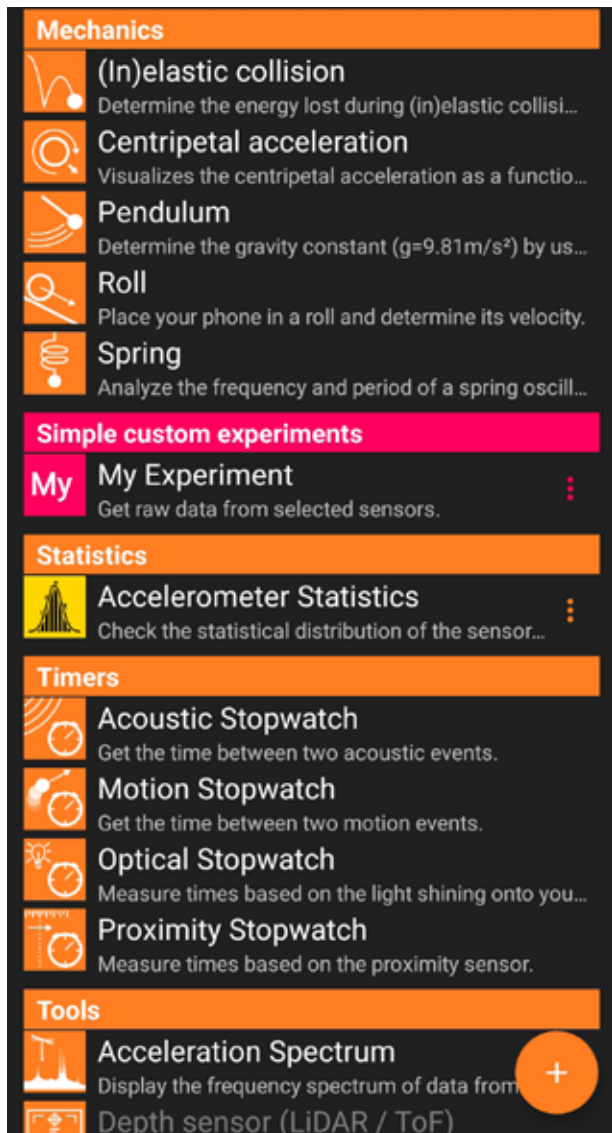 Mechanics
(In)elastic collision
Determine the energy lost during (in)elastic collisi...
Centripetal acceleration
Visualizes the centripetal acceleration as a functio...
Pendulum
Determine the gravity constant (g=9.81m/s²) by us...
Roll
Place your phone in a roll and determine its velocity.
Spring
Analyze the frequency and period of a spring oscill...
Simple custom experiments
My
My Experiment
Get raw data from selected sensors.
Statistics
Accelerometer Statistics
Check the statistical distribution of the sensor...
Timers
Acoustic Stopwatch
Get the time between two acoustic events.
Motion Stopwatch
Get the time between two motion events.
Optical Stopwatch
Measure times based on the light shining onto you...
Proximity Stopwatch
Measure times based on the proximity sensor.
Tools
Acceleration Spectrum
Display the frequency spectrum of data from
+
Depth sensor (LiDAR / ToF)